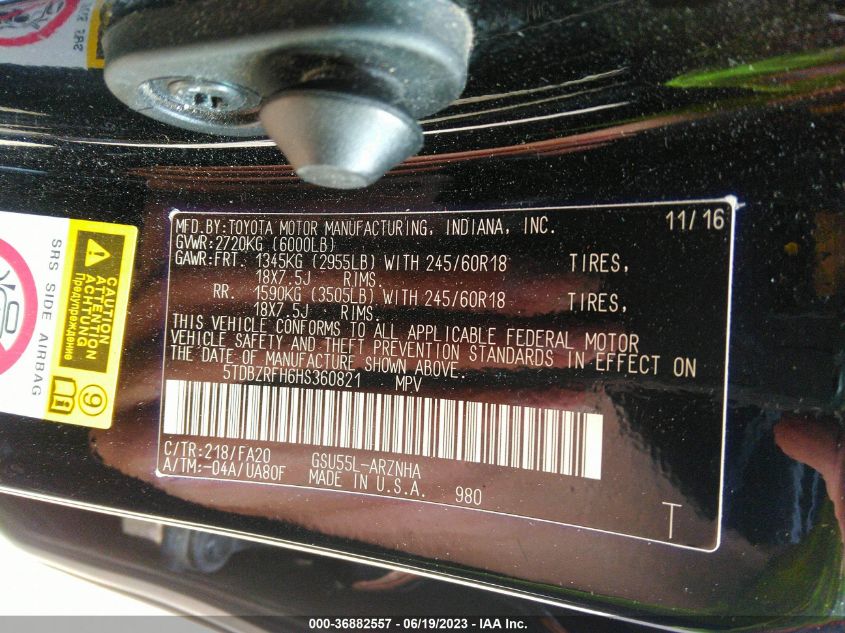 MFD.BY:TOYOTA MOTOR MANUFACTURING, INDIANA, INC. 11/16
GVWR:2720KG (6000LB)
GAWR:FRT. 1345KG (2955LB) WITH 245/60R18 TIRES,
18X7.5J RIMS.
RR. 1590KG (3505LB) WITH 245/60R18 TIRES,
18X7.5J RIMS.
THIS VEHICLE CONFORMS TO ALL APPLICABLE FEDERAL MOTOR
VEHICLE SAFETY AND THEFT PREVENTION STANDARDS IN EFFECT ON
THE DATE OF MANUFACTURE SHOWN ABOVE.
5TDBZRFH6HS360821 MPV
C/TR:218/FA20 GSU55L-ARZNHA
A/TM:-04A/UA80F MADE IN U.S.A. 980
T
CAUTION
ATTENTION
ACHTUNG
Предупреждение
SRS SIDE AIRBAG
9
000-36882557 - 06/19/2023 - IAA Inc.